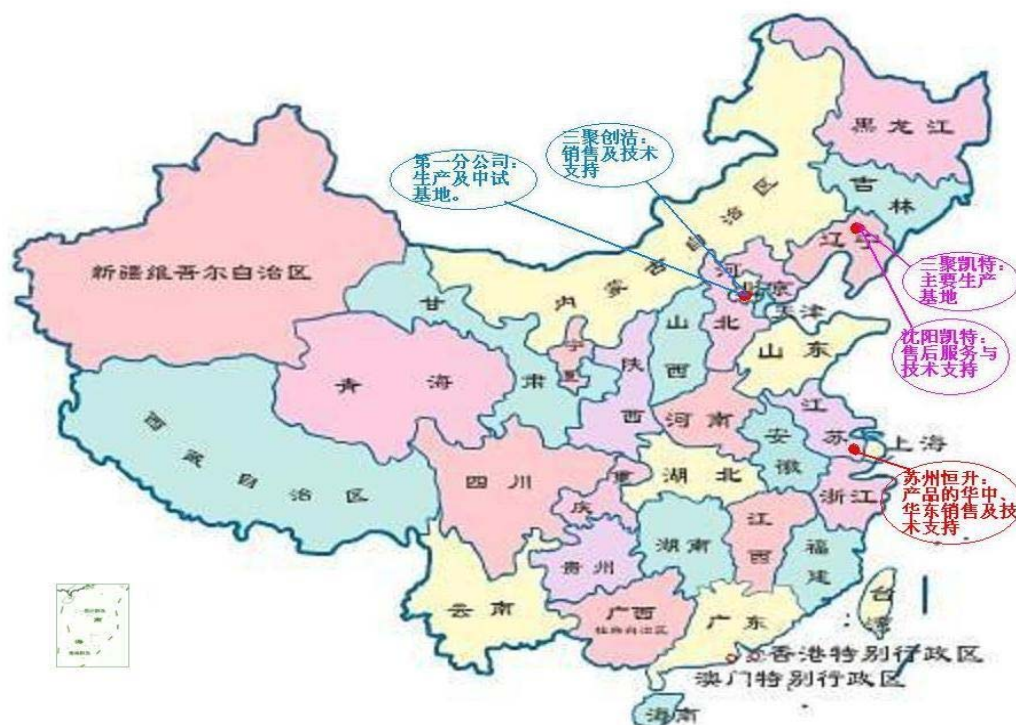 黑龙江
三聚创洁：
销售及技术
支持
第一分公司：
生产及中试
基地。
吉林
内蒙古自治区
辽宁
三聚凯特：
主要生产
基地
新疆维吾尔自治区
甘肃
河北
北京
天津
沈阳凯特：
售后服务与
技术支持
宁夏
山西
山东
陕西
青海
河南
江苏
上海
安徽
西藏自治区
四川
重庆
湖北
浙江
苏州恒升：
产品的华中、
华东销售及技
术支持
江西
湖南
福建
贵州
云南
广西
壮族自治区
广东
台湾
香港特别行政区
澳门特别行政区
海南